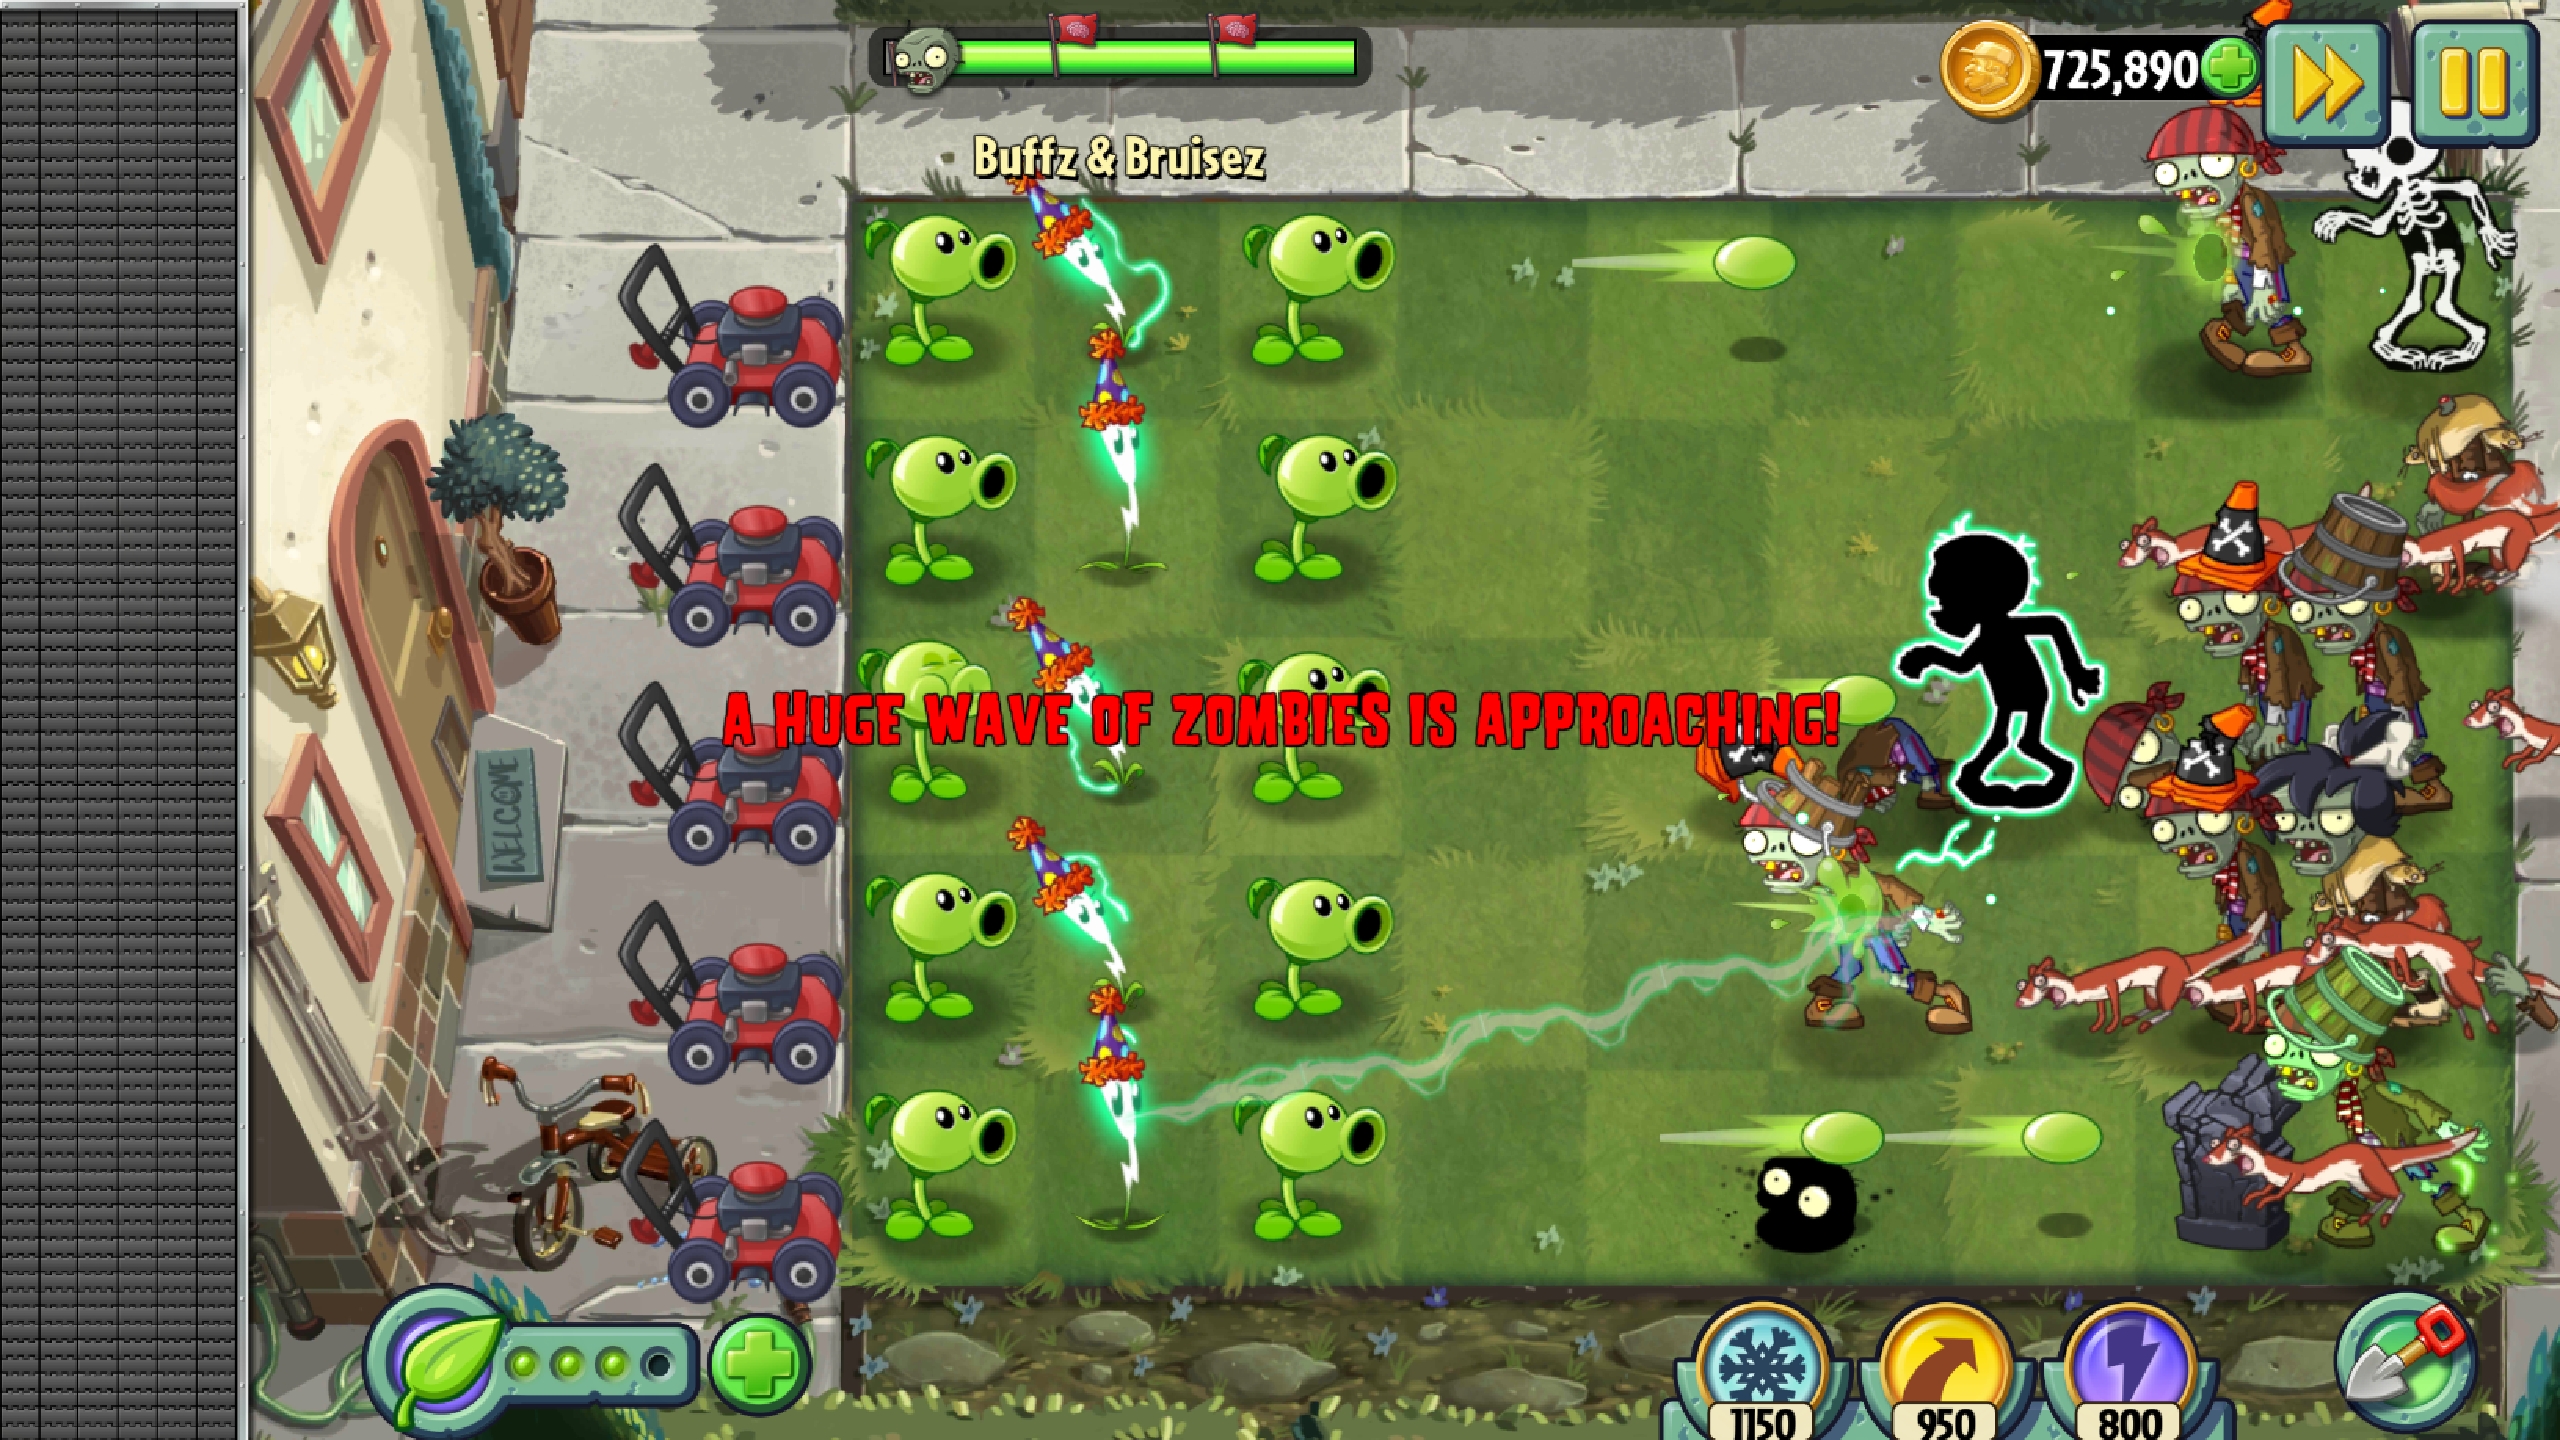 725,890
Buffz & Bruisez
A HUGE WAVE OF ZOMBIES IS APPROACHING!
WELCOME
1150
950
800